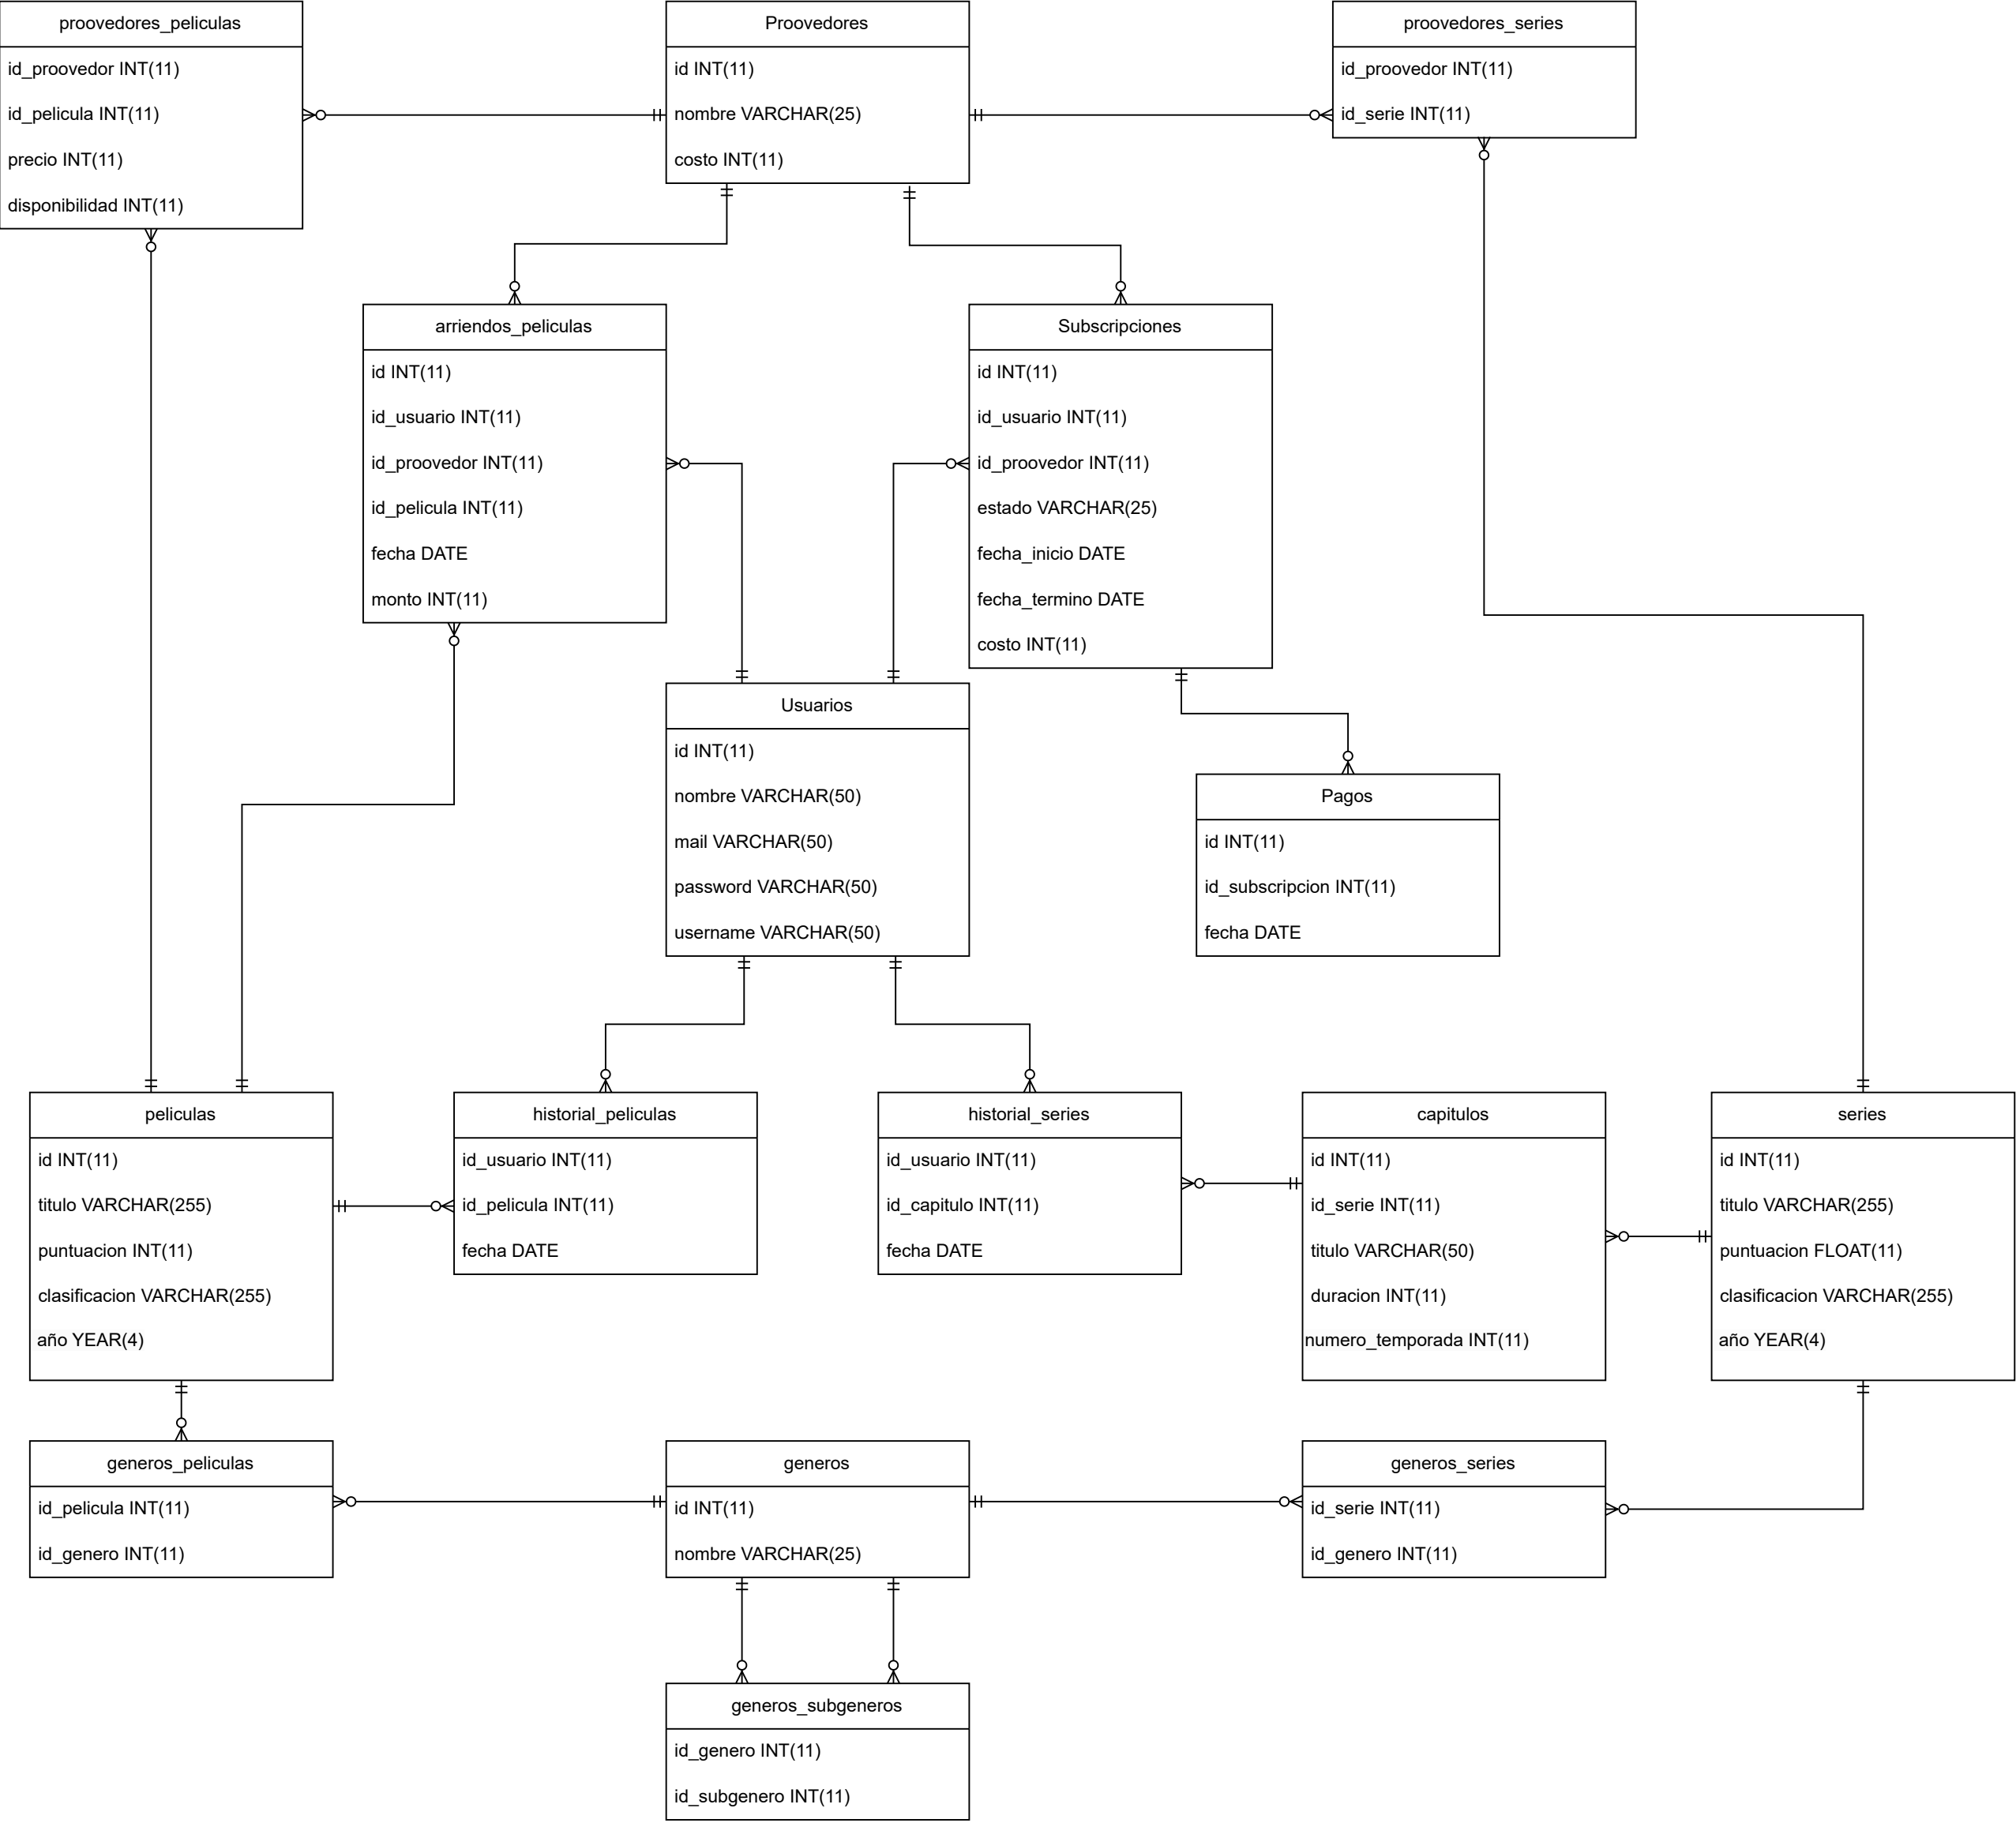 proovedores_peliculas
id_proovedor INT(11)
id_pelicula INT(11)
precio INT(11)
disponibilidad INT(11)
Proovedores
id INT(11)
nombre VARCHAR(25)
costo INT(11)
proovedores_series
id_proovedor INT(11)
id_serie INT(11)
arriendos_peliculas
id INT(11)
id_usuario INT(11)
id_proovedor INT(11)
id_pelicula INT(11)
fecha DATE
monto INT(11)
Subscripciones
id INT(11)
id_usuario INT(11)
id_proovedor INT(11)
estado VARCHAR(25)
fecha_inicio DATE
fecha_termino DATE
costo INT(11)
Usuarios
id INT(11)
nombre VARCHAR(50)
mail VARCHAR(50)
password VARCHAR(50)
username VARCHAR(50)
Pagos
id INT(11)
id_subscripcion INT(11)
fecha DATE
peliculas
id INT(11)
titulo VARCHAR(255)
puntuacion INT(11)
clasificacion VARCHAR(255)
año YEAR(4)
historial_peliculas
id_usuario INT(11)
id_pelicula INT(11)
fecha DATE
historial_series
id_usuario INT(11)
id_capitulo INT(11)
fecha DATE
capitulos
id INT(11)
id_serie INT(11)
titulo VARCHAR(50)
duracion INT(11)
numero_temporada INT(11)
series
id INT(11)
titulo VARCHAR(255)
puntuacion FLOAT(11)
clasificacion VARCHAR(255)
año YEAR(4)
generos_peliculas
id_pelicula INT(11)
id_genero INT(11)
generos
id INT(11)
nombre VARCHAR(25)
generos_series
id_serie INT(11)
id_genero INT(11)
generos_subgeneros
id_genero INT(11)
id_subgenero INT(11)